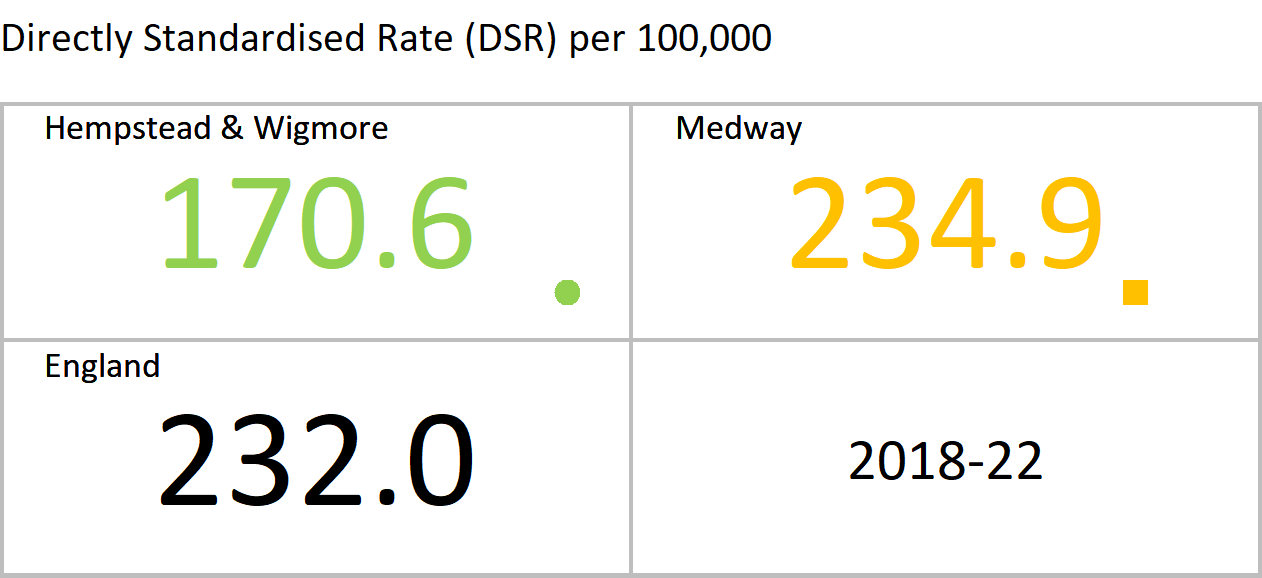 Directly Standardised Rate (DSR) per 100,000
Hempstead & Wigmore
170.6
Medway
234.9
England
232.0
2018-22